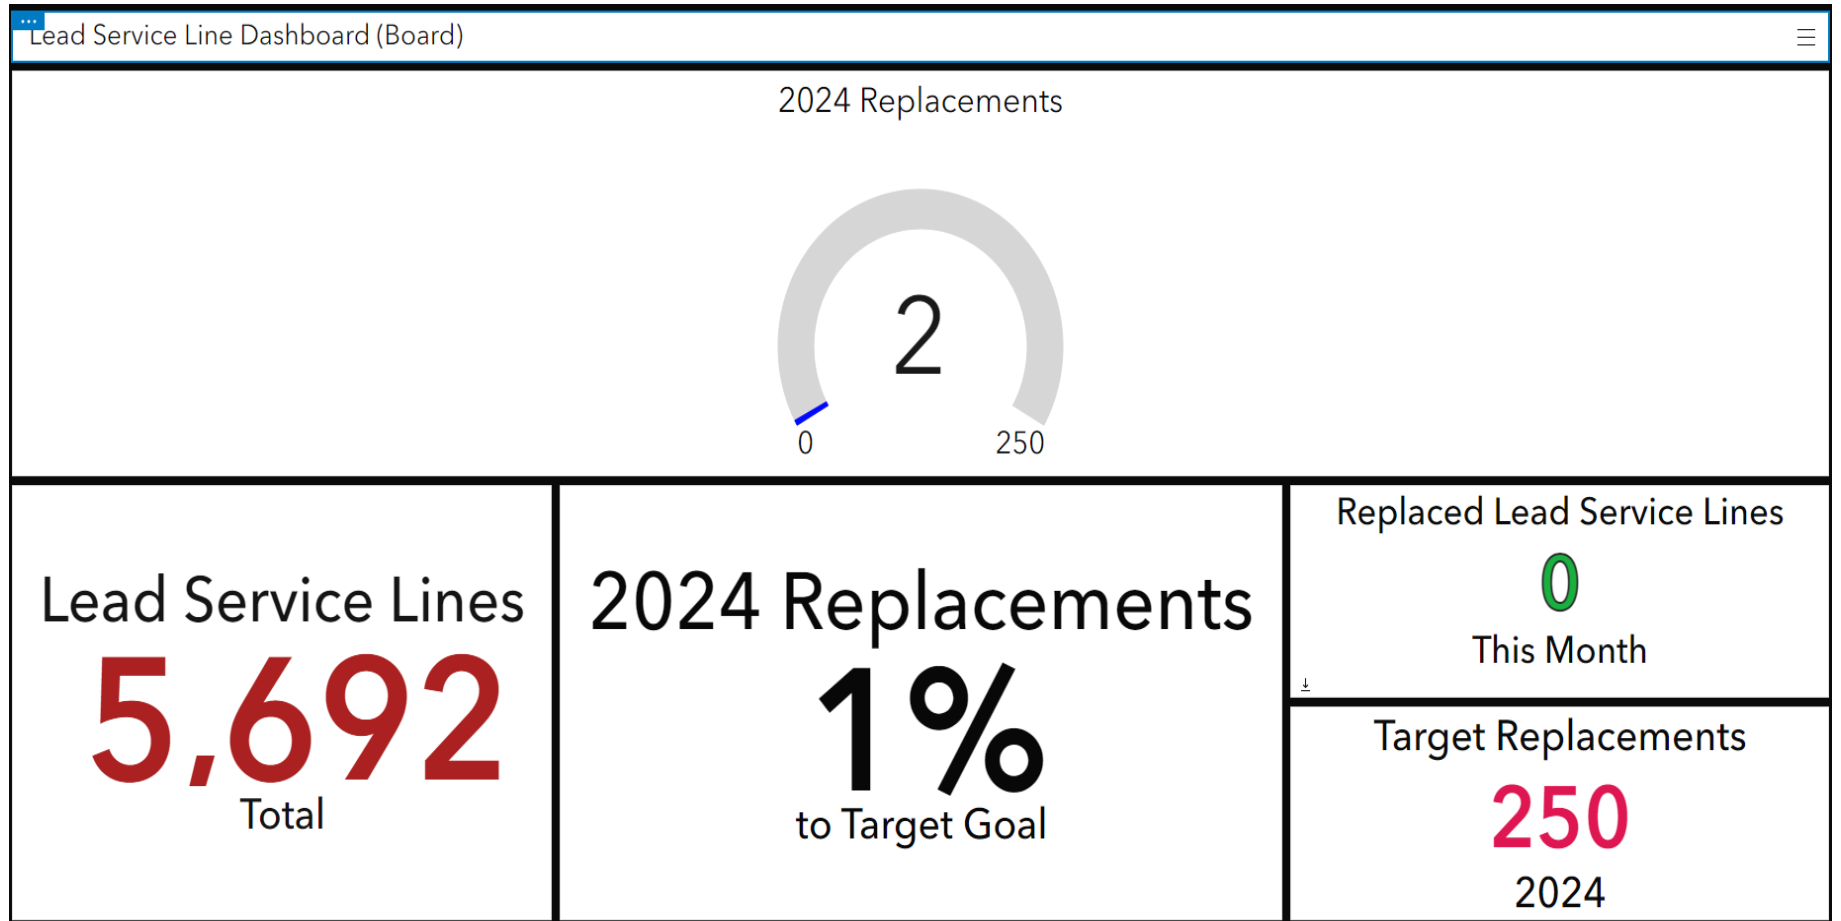 Lead Service Line Dashboard (Board)
2024 Replacements
2
0
250
Lead Service Lines
5,692
Total
2024 Replacements
1%
to Target Goal
Replaced Lead Service Lines
0
This Month
Target Replacements
250
2024